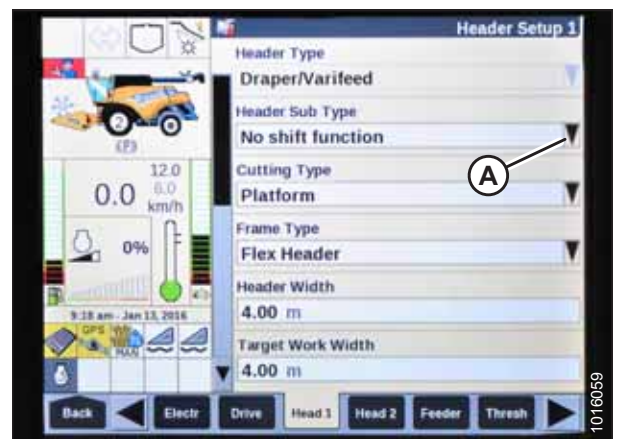 Header Setup 1
Header Type
Draper/Varifeed
Header Sub Type
No shift function
A
Cutting Type
Platform
Frame Type
Flex Header
Header Width
4.00 m
Target Work Width
4.00 m
2
(P)
12.0
0.0 6.0
km/h
0%
9:18 am - Jan 13, 2016
GPS
MAN
Back Electr Drive Head 1 Head 2 Feeder Thresh
1016059